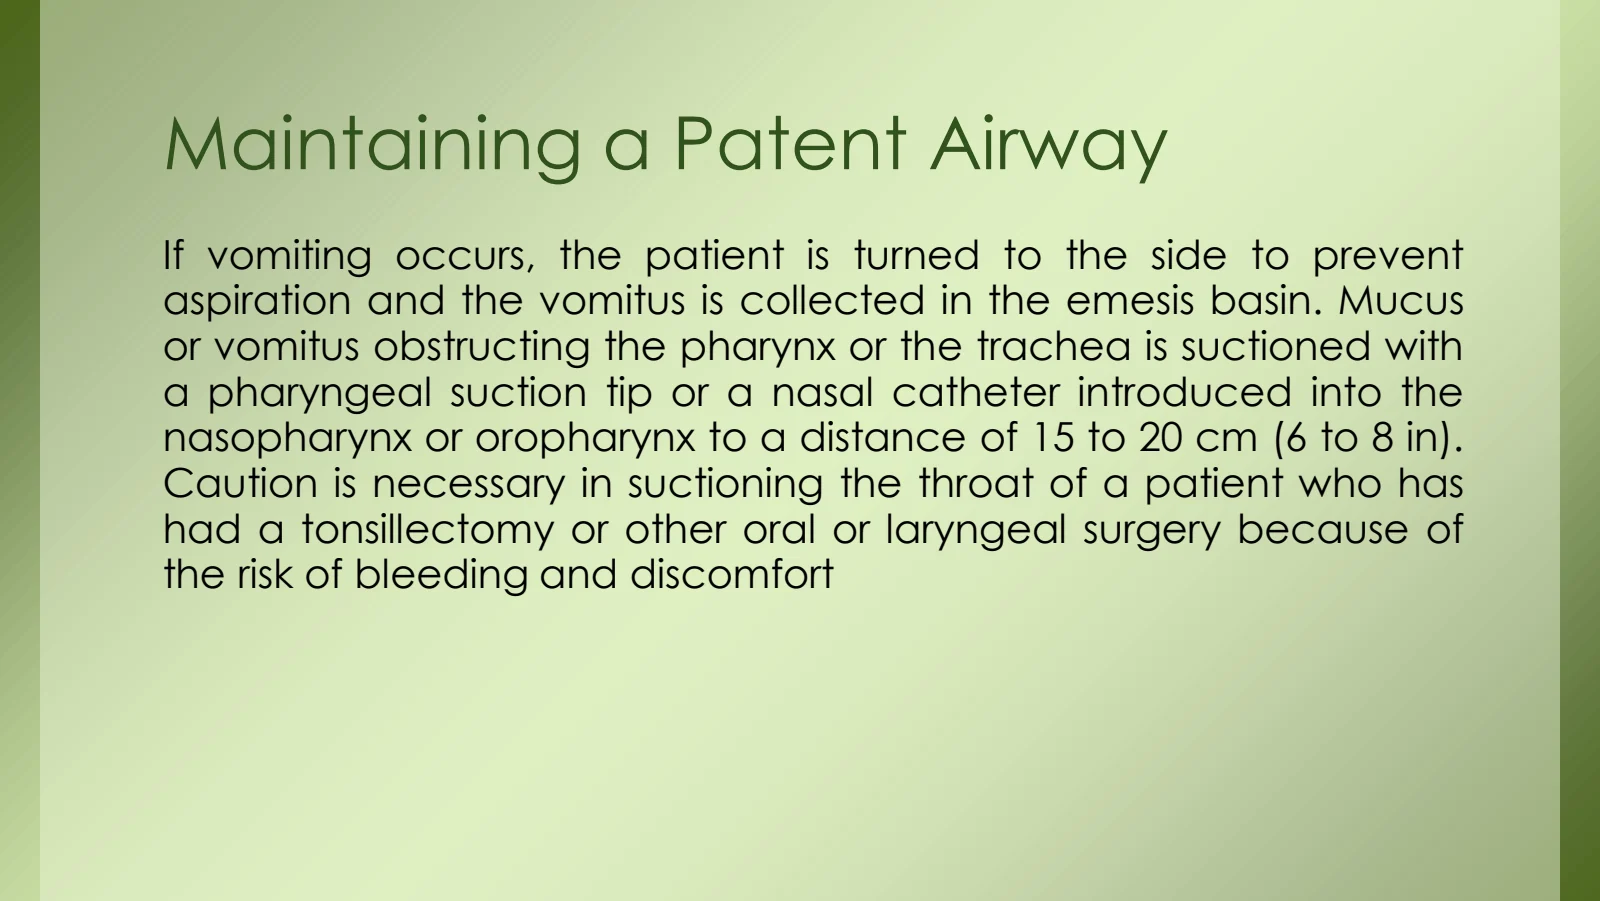 Maintaining a Patent Airway
If vomiting occurs, the patient is turned to the side to prevent
aspiration and the vomitus is collected in the emesis basin. Mucus
or vomitus obstructing the pharynx or the trachea is suctioned with
a pharyngeal suction tip or a nasal catheter introduced into the
nasopharynx or oropharynx to a distance of 15 to 20 cm (6 to 8 in).
Caution is necessary in suctioning the throat of a patient who has
had a tonsillectomy or other oral or laryngeal surgery because of
the risk of bleeding and discomfort